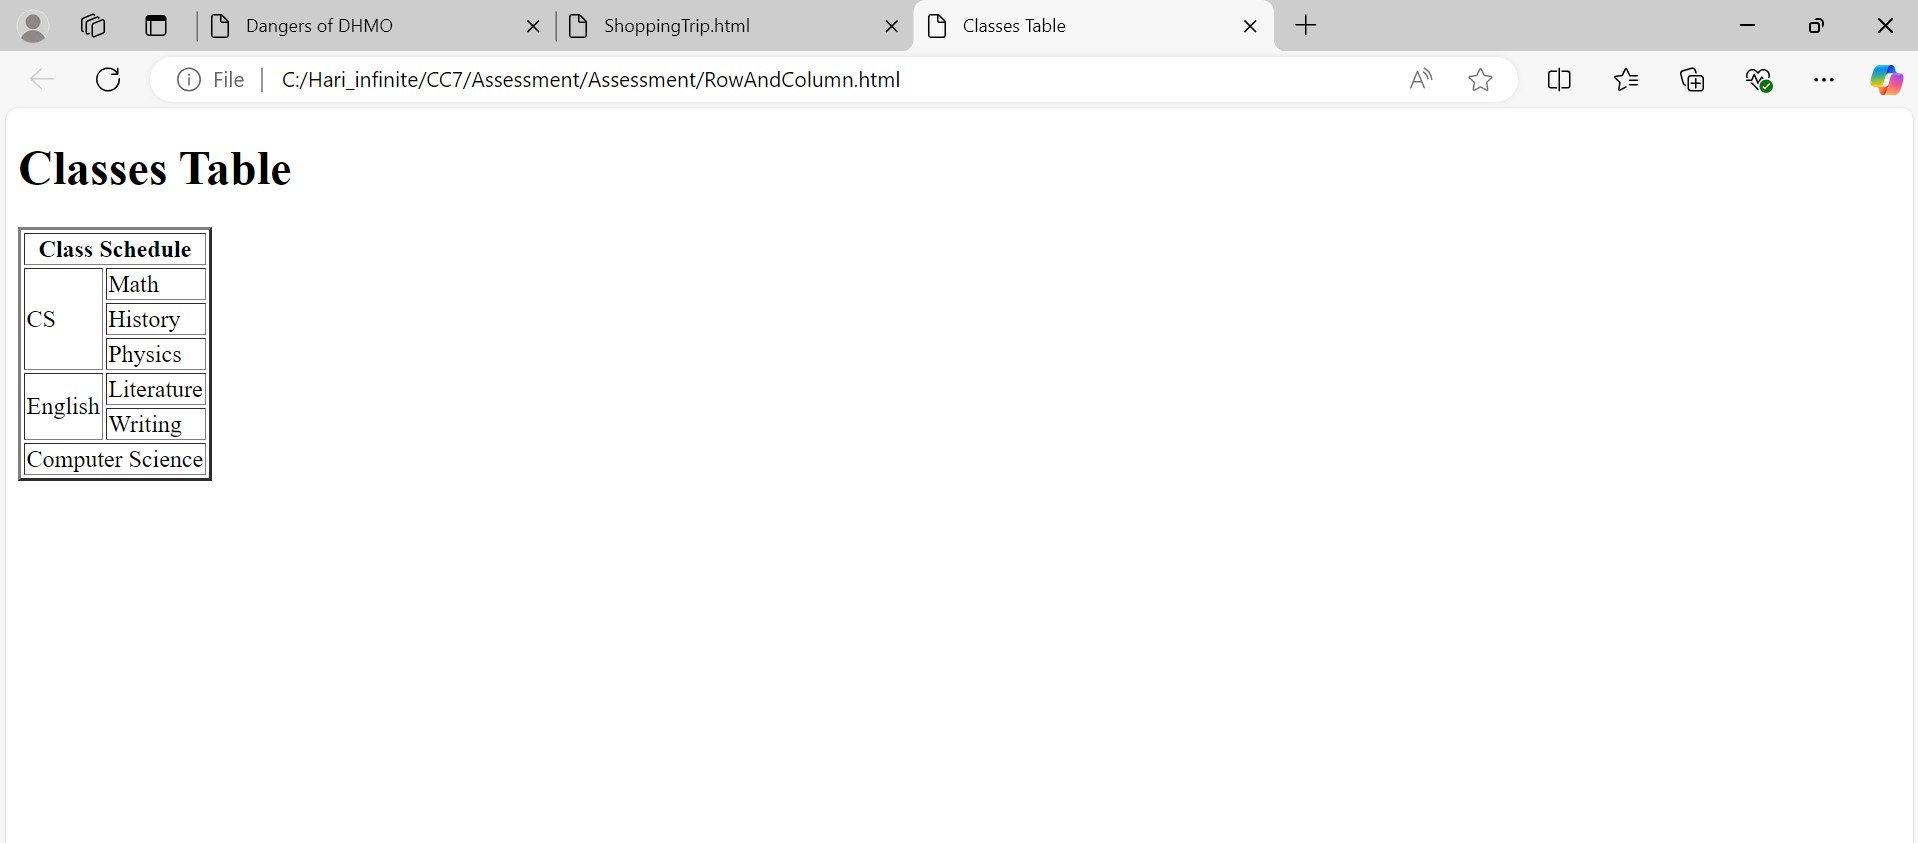 Dangers of DHMO
ShoppingTrip.html
Classes Table
File
C:/Hari_infinite/CC7/Assessment/Assessment/RowAndColumn.html
Classes Table
Class Schedule
CS
Math
History
Physics
English
Literature
Writing
Computer Science